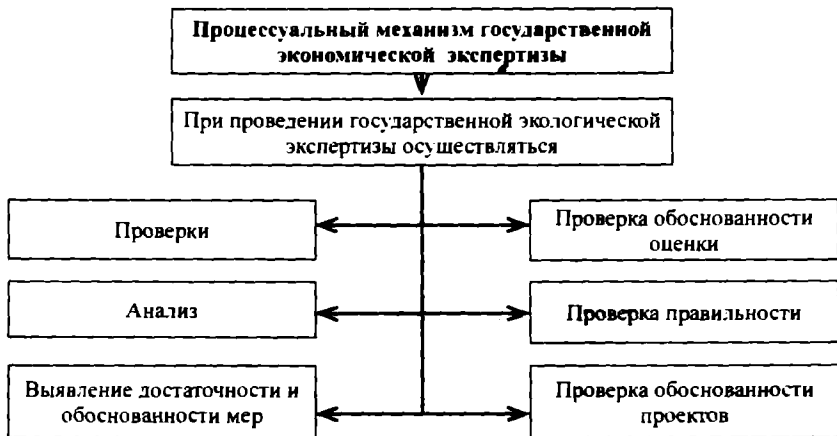 Процессуальный механизм государственной
экономической экспертизы
При проведении государственной экологической
экспертизы осуществляться
Проверки
Проверка обоснованности
оценки
Анализ
Проверка правильности
Выявление достаточности и
обоснованности мер
Проверка обоснованности
проектов